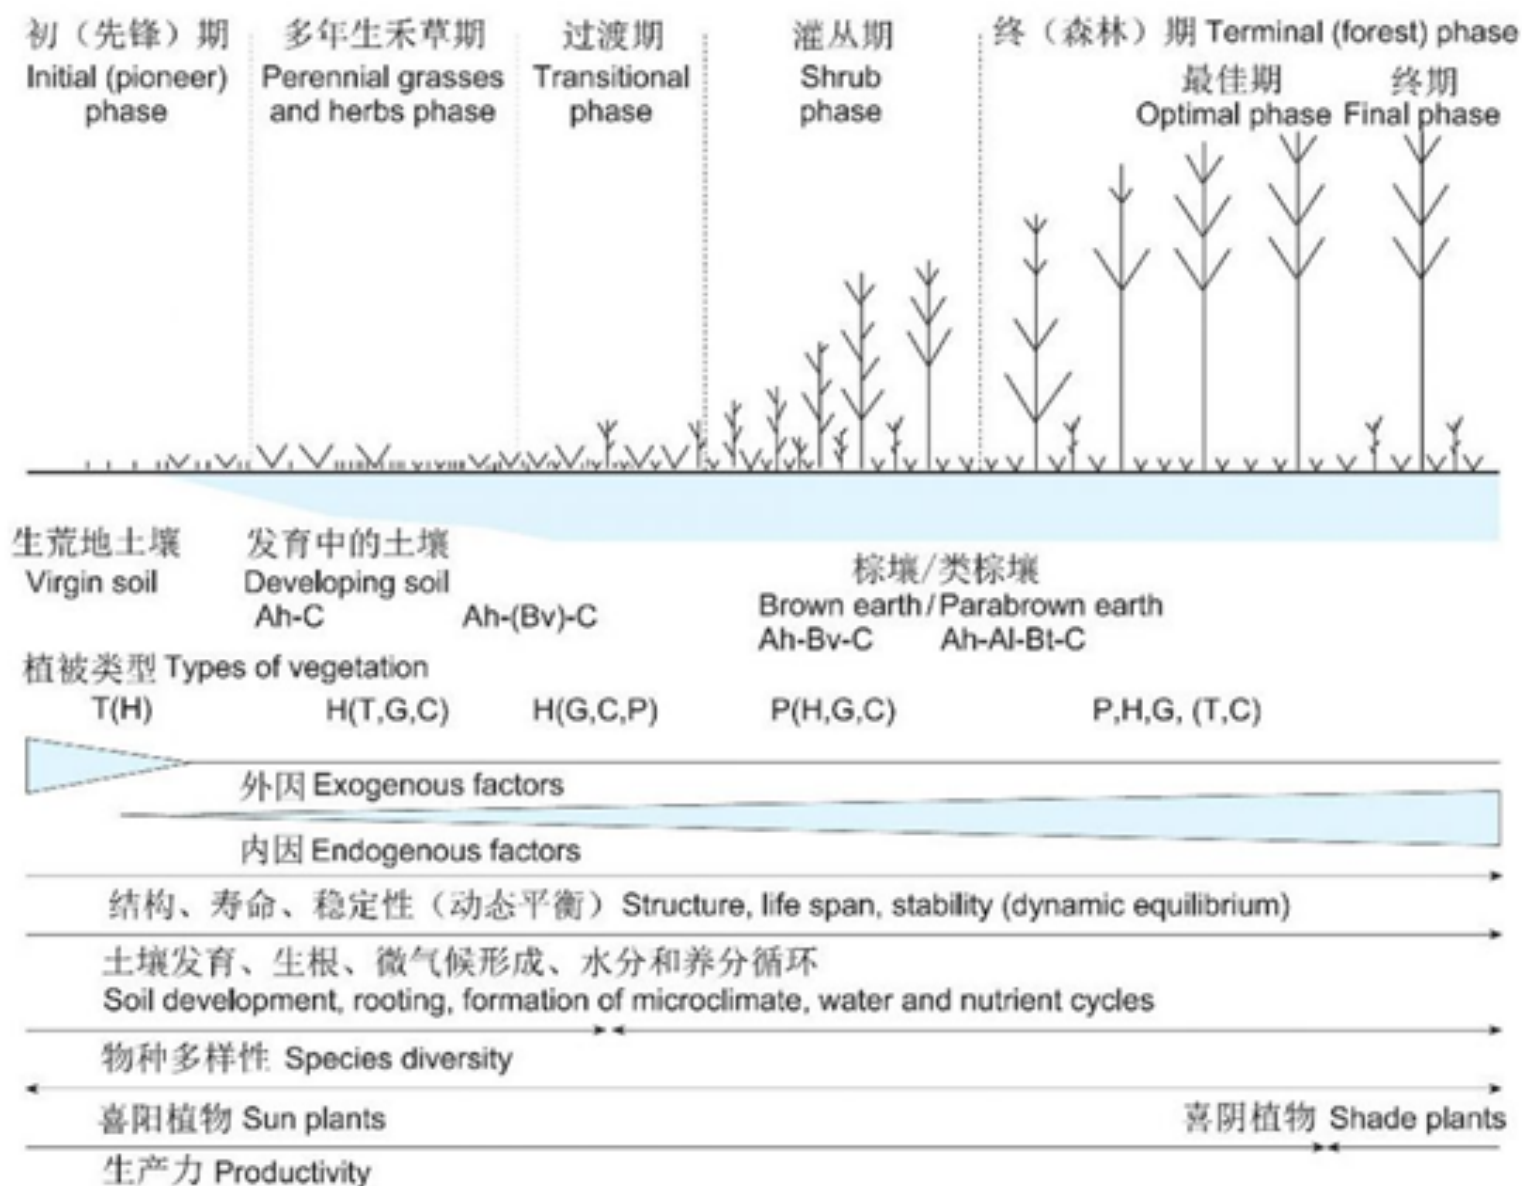 初（先锋）期 多年生禾草期 过渡期 灌丛期 终（森林）期 Terminal (forest) phase
Initial (pioneer) Perennial grasses Transitional Shrub 最佳期 终期
phase and herbs phase phase phase Optimal phase Final phase
生荒地土壤 发育中的土壤
Virgin soil Developing soil 棕壤/类棕壤
Ah-C Ah-(Bv)-C Brown earth/Parabrown earth
Ah-Bv-C Ah-Al-Bt-C
植被类型 Types of vegetation
T(H) H(T,G,C) H(G,C,P) P(H,G,C) P,H,G, (T,C)
外因 Exogenous factors
内因 Endogenous factors
结构、寿命、稳定性（动态平衡）Structure, life span, stability (dynamic equilibrium)
土壤发育、生根、微气候形成、水分和养分循环
Soil development, rooting, formation of microclimate, water and nutrient cycles
物种多样性 Species diversity
喜阳植物 Sun plants 喜阴植物 Shade plants
生产力 Productivity